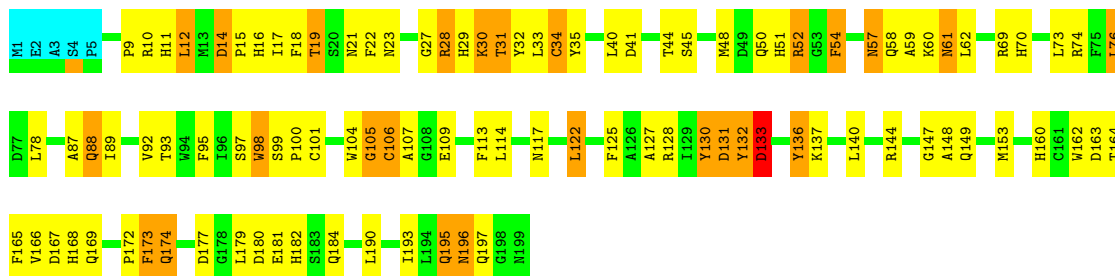 M1 E2 A3 S4 P5 P9 R10 H11 L12 M13 D14 P15 H16 I17 F18 T19 S20 N21 F22 N23 G27 R28 H29 K30 T31 Y32 L33 C34 Y35 L40 D41 T44 S45 M48 D49 Q50 H51 R52 G53 F54 N57 Q58 A59 K60 N61 L62 R69 H70 L73 R74 F75 L76
D77 L78 A87 Q88 I89 V92 T93 W94 F95 I96 S97 W98 S99 P100 C101 W104 G105 C106 A107 G108 E109 F113 L114 N117 L122 F125 A126 A127 R128 I129 Y130 D131 Y132 D133 Y136 K137 L140 R144 G147 A148 Q149 M153 H160 C161 W162 D163 T164
F165 V166 D167 H168 Q169 P172 F173 Q174 D177 G178 L179 D180 E181 H182 S183 Q184 L190 I193 L194 Q195 N196 Q197 G198 N199